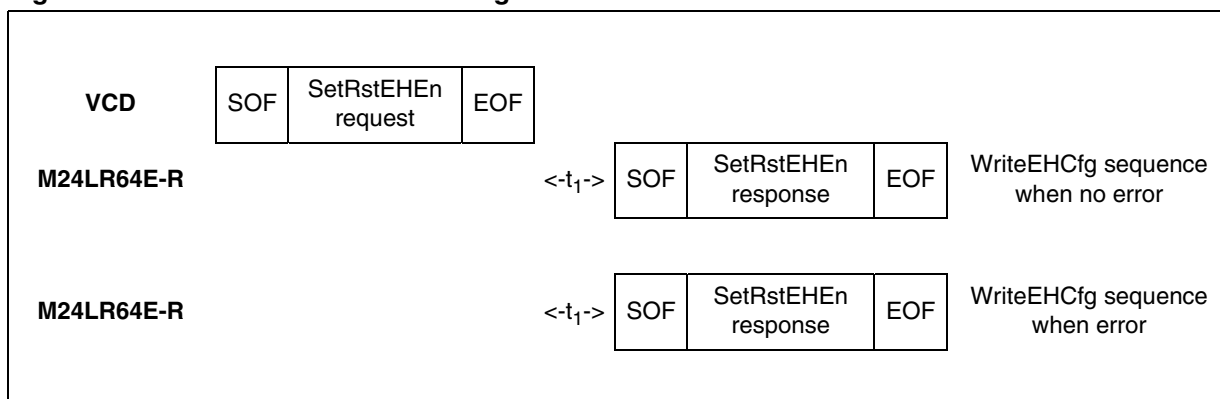 VCD
SOF
SetRstEHEn
request
EOF
M24LR64E-R
<-t₁->
SOF
SetRstEHEn
response
EOF
WriteEHCfg sequence
when no error
M24LR64E-R
<-t₁->
SOF
SetRstEHEn
response
EOF
WriteEHCfg sequence
when error